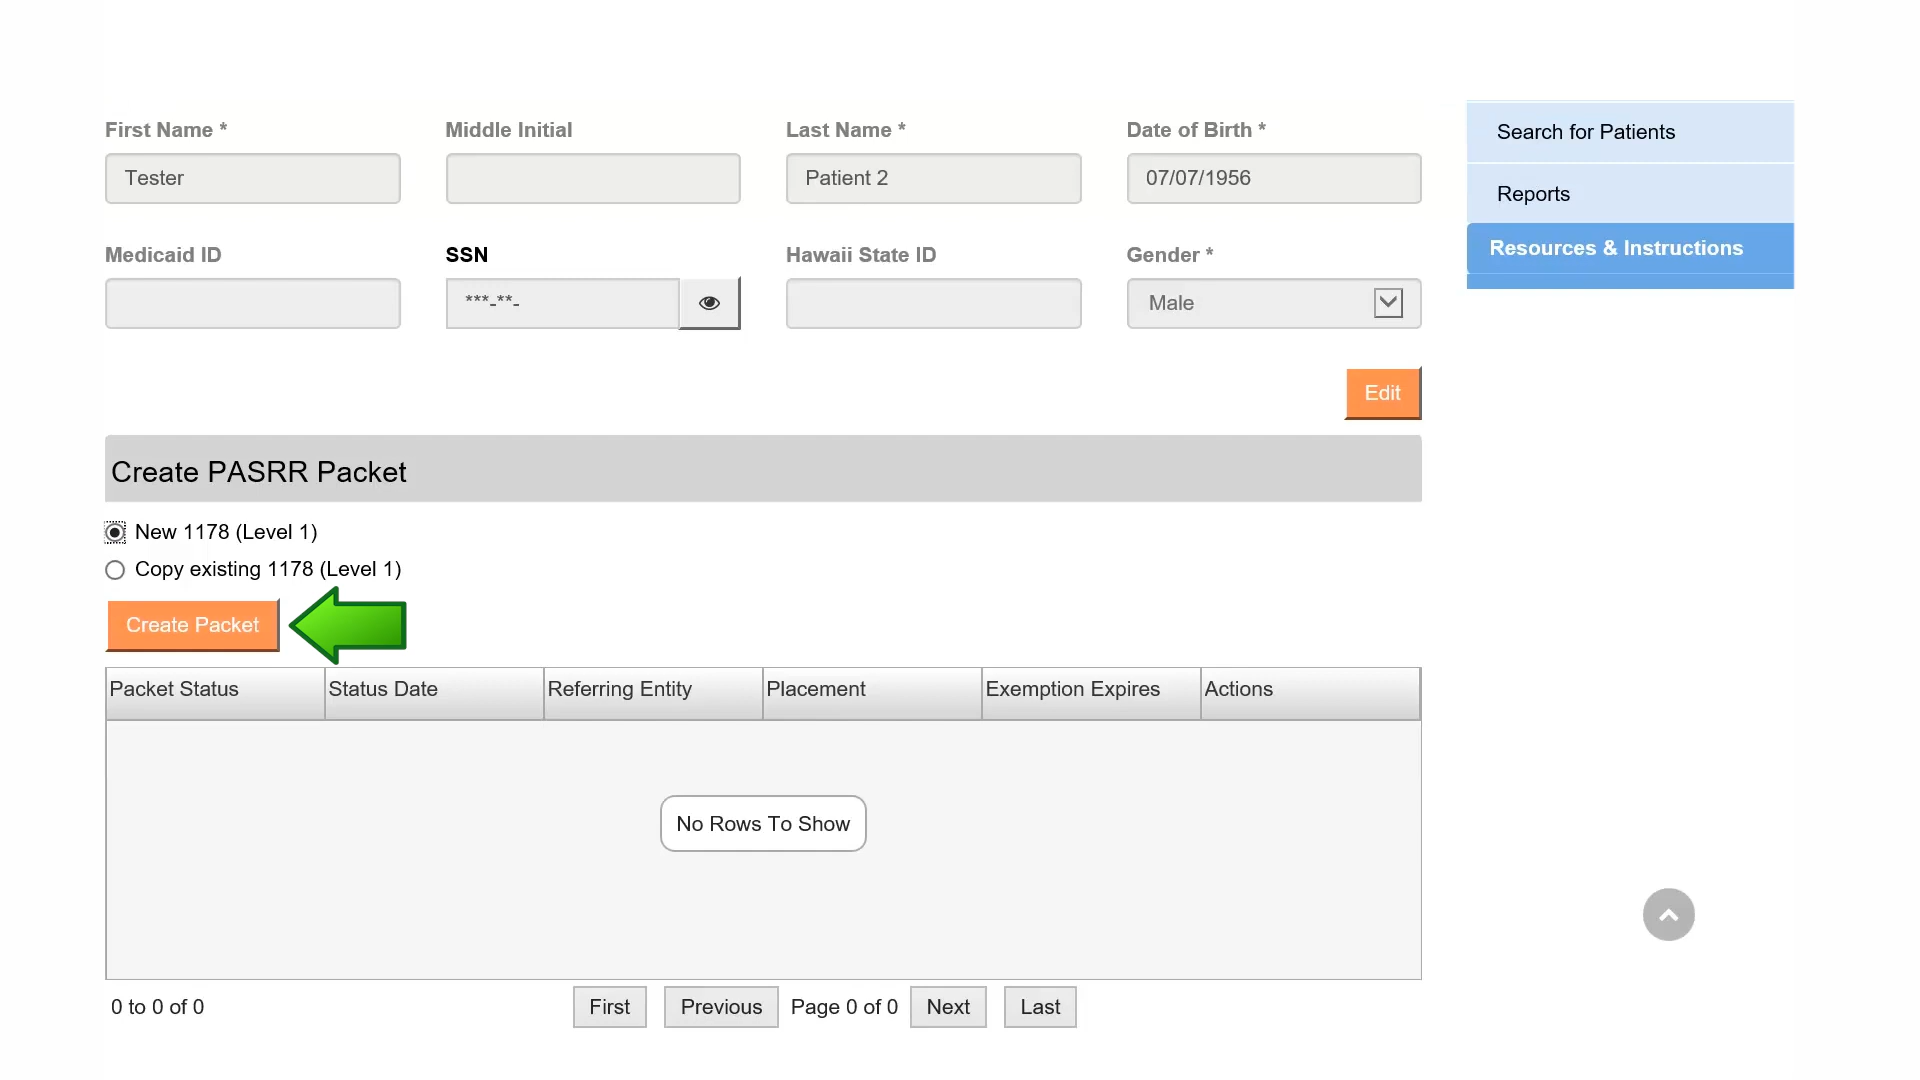 First Name *
Middle Initial
Last Name *
Date of Birth *
Search for Patients
Tester
Patient 2
07/07/1956
Reports
Medicaid ID
SSN
Hawaii State ID
Gender *
Resources & Instructions
***-**-
Male
Edit
Create PASRR Packet
New 1178 (Level 1)
Copy existing 1178 (Level 1)
Create Packet
Packet Status
Status Date
Referring Entity
Placement
Exemption Expires
Actions
No Rows To Show
0 to 0 of 0
First
Previous
Page 0 of 0
Next
Last